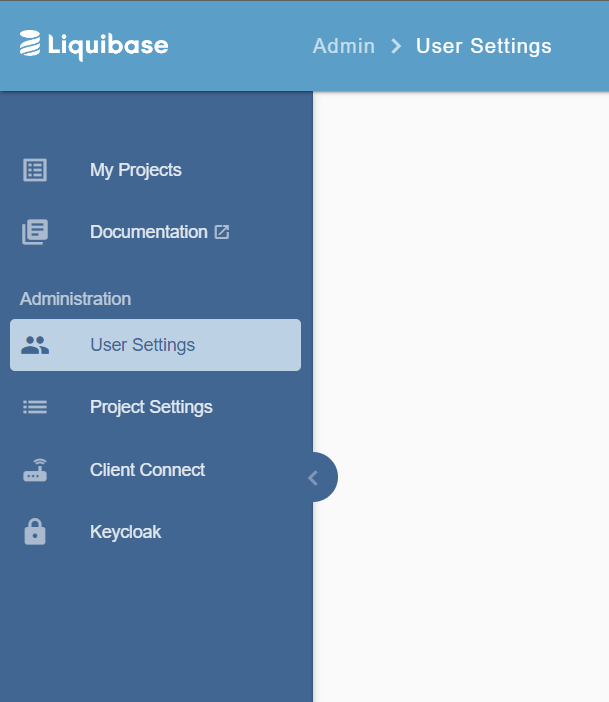 Liquibase
Admin > User Settings
My Projects
Documentation
Administration
User Settings
Project Settings
Client Connect
Keycloak